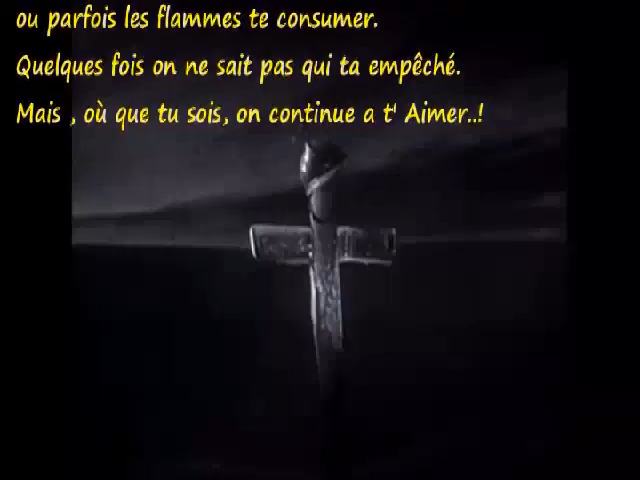 ou parfois les flammes te consumer.
Quelques fois on ne sait pas qui ta empêché.
Mais , où que tu sois, on continue a t' Aimer..!